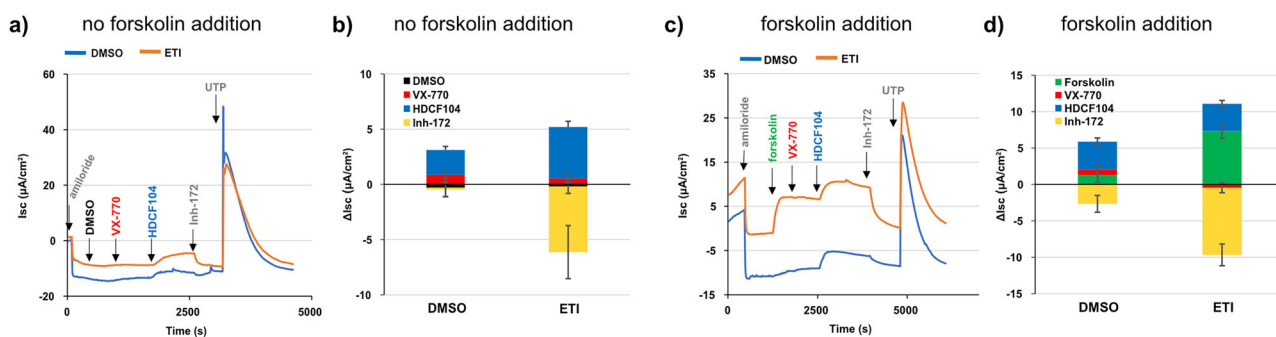 a) no forskolin addition
DMSO ETI
60
40
20
0
-20
Isc (µA/cm²)
amiloride
DMSO
VX-770
HDCF104
Inh-172
UTP
0 2500 5000
Time (s)
b) no forskolin addition
DMSO
VX-770
HDCF104
Inh-172
10
5
0
-5
-10
ΔIsc (µA/cm²)
DMSO ETI
c) forskolin addition
DMSO ETI
35
25
15
5
-5
-15
Isc (µA/cm²)
amiloride
forskolin
VX-770
HDCF104
Inh-172
UTP
0 2500 5000
Time (s)
d) forskolin addition
Forskolin
VX-770
HDCF104
Inh-172
15
10
5
0
-5
-10
-15
ΔIsc (µA/cm²)
DMSO ETI